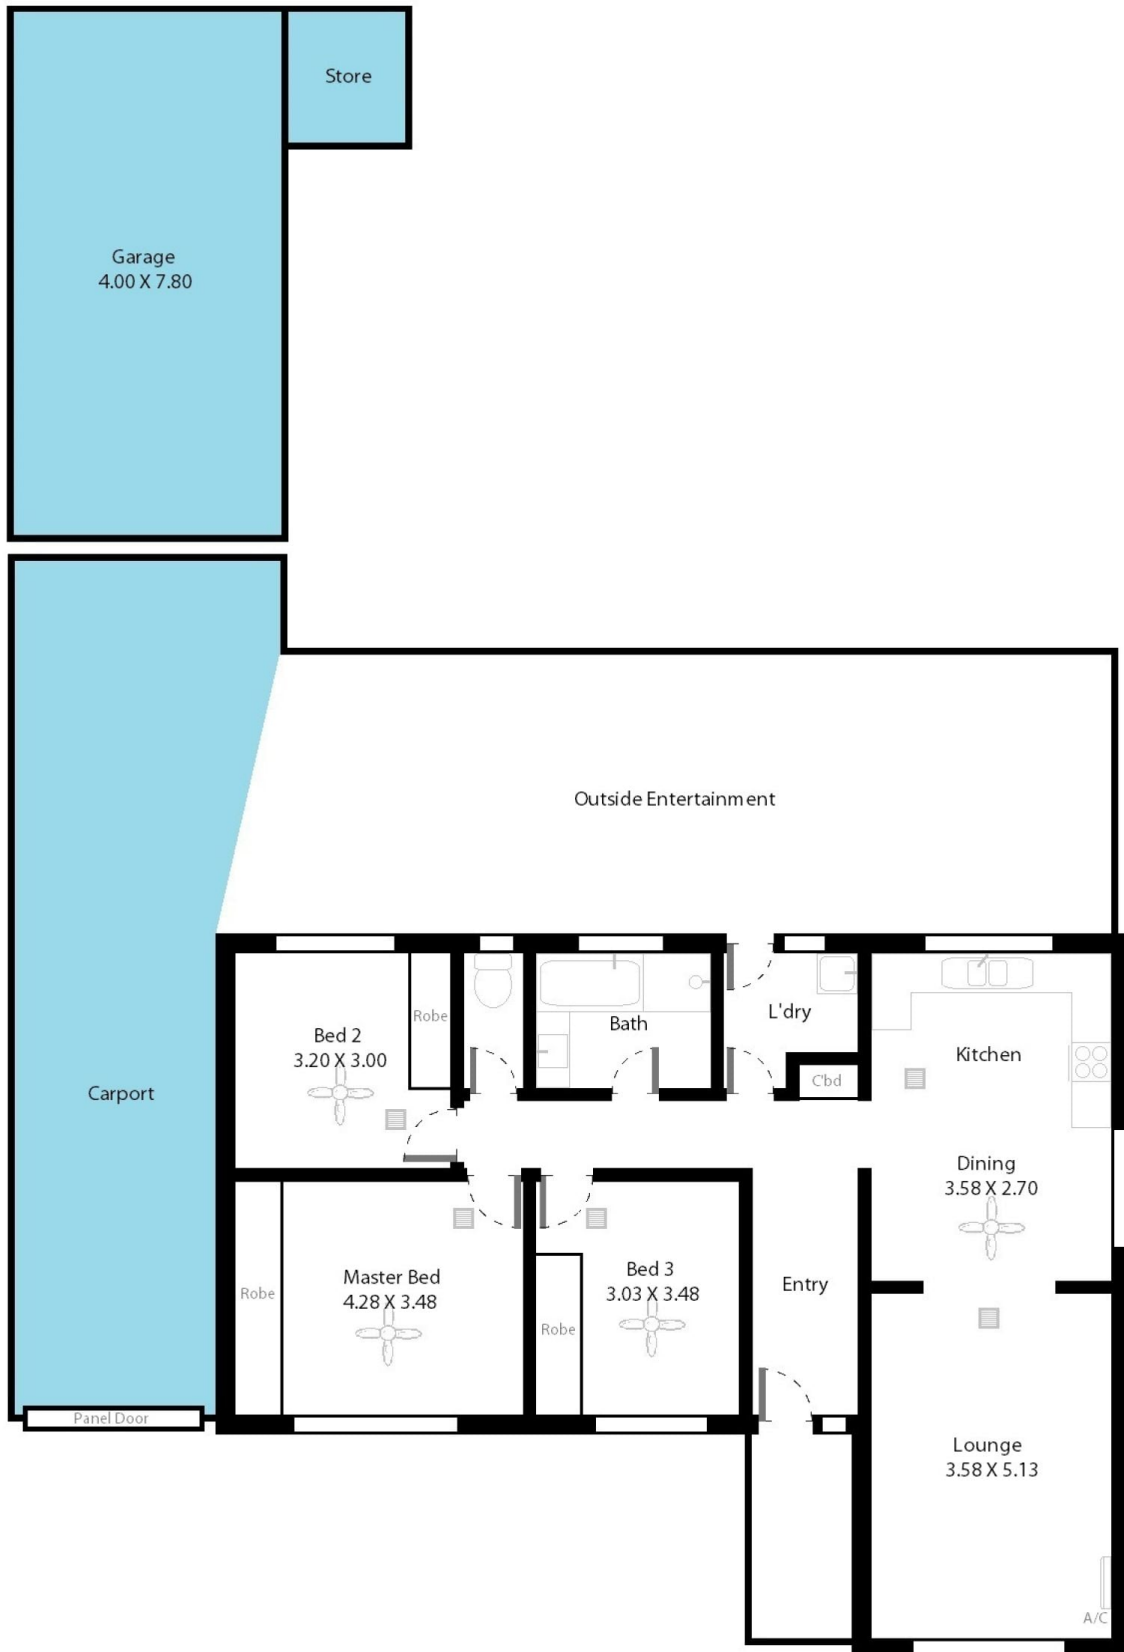 Store
Garage
4.00 X 7.80
Outside Entertainment
Carport
Bed 2
3.20 X 3.00
Robe
Bath
L'dry
C'bd
Kitchen
Dining
3.58 X 2.70
Master Bed
4.28 X 3.48
Robe
Bed 3
3.03 X 3.48
Robe
Entry
Panel Door
Lounge
3.58 X 5.13
A/C